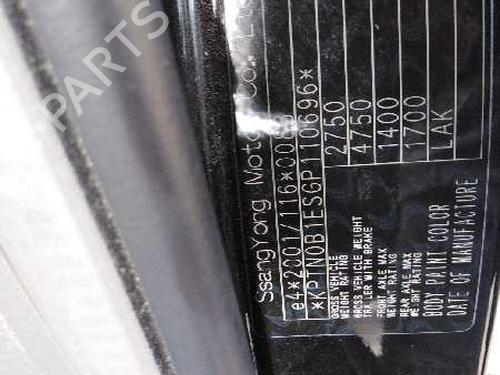 SsangYong Motor Co. Ltd
e4*2001/116*008
*KPTN0B1ESGP110696*
GROSS VEHICLE WEIGHT RATING 2750
GROSS VEHICLE WEIGHT TRAILER WITH BRAKE 4750
FRONT AXLE MAX WEIGHT RATING 1400
REAR AXLE MAX WEIGHT RATING 1700
BODY PAINT COLOR LAK
DATE OF MANUFACTURE